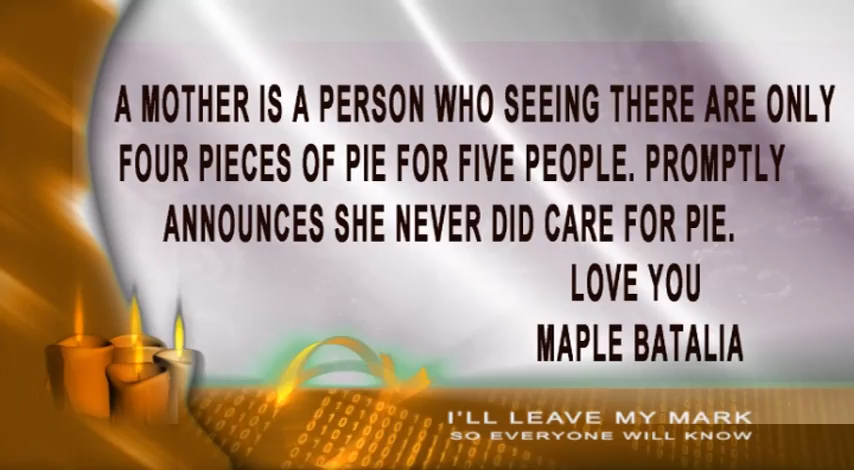 A MOTHER IS A PERSON WHO SEEING THERE ARE ONLY
FOUR PIECES OF PIE FOR FIVE PEOPLE. PROMPTLY
ANNOUNCES SHE NEVER DID CARE FOR PIE.
LOVE YOU
MAPLE BATALIA
I'LL LEAVE MY MARK
SO EVERYONE WILL KNOW